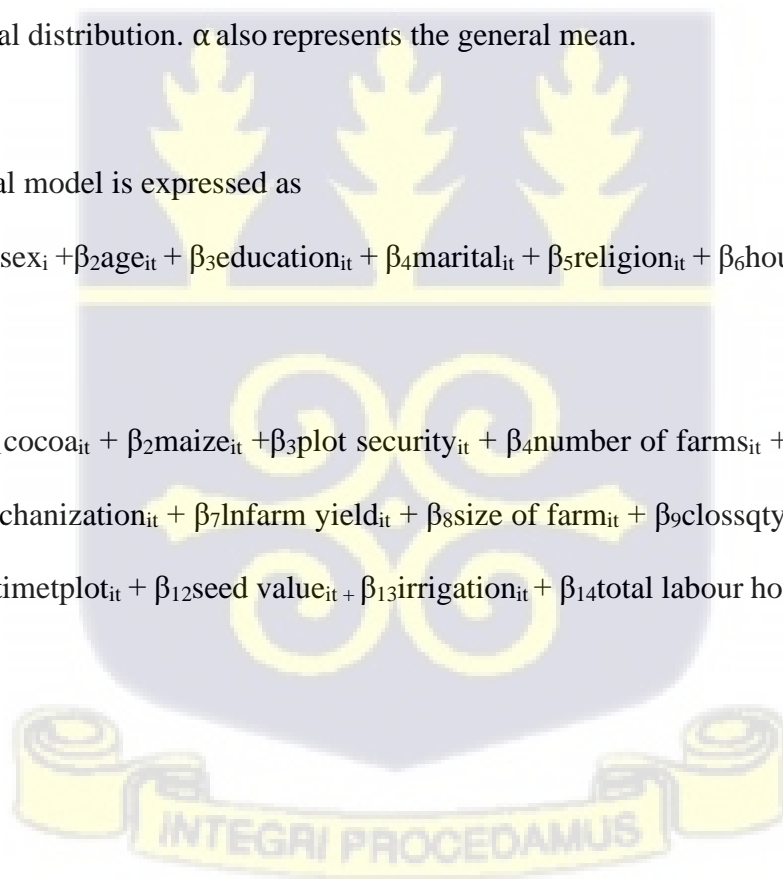 al distribution. α also represents the general mean.
al model is expressed as
sexᵢ +β₂ageᵢₜ + β₃educationᵢₜ + β₄maritalᵢₜ + β₅religionᵢₜ + β₆hou
cocoaᵢₜ + β₂maizeᵢₜ +β₃plot securityᵢₜ + β₄number of farmsᵢₜ +
chanizationᵢₜ + β₇lnfarm yieldᵢₜ + β₈size of farmᵢₜ + β₉clossqty
timetplotᵢₜ + β₁₂seed valueᵢₜ ₊ β₁₃irrigationᵢₜ + β₁₄total labour ho
INTEGRI PROCEDAMUS